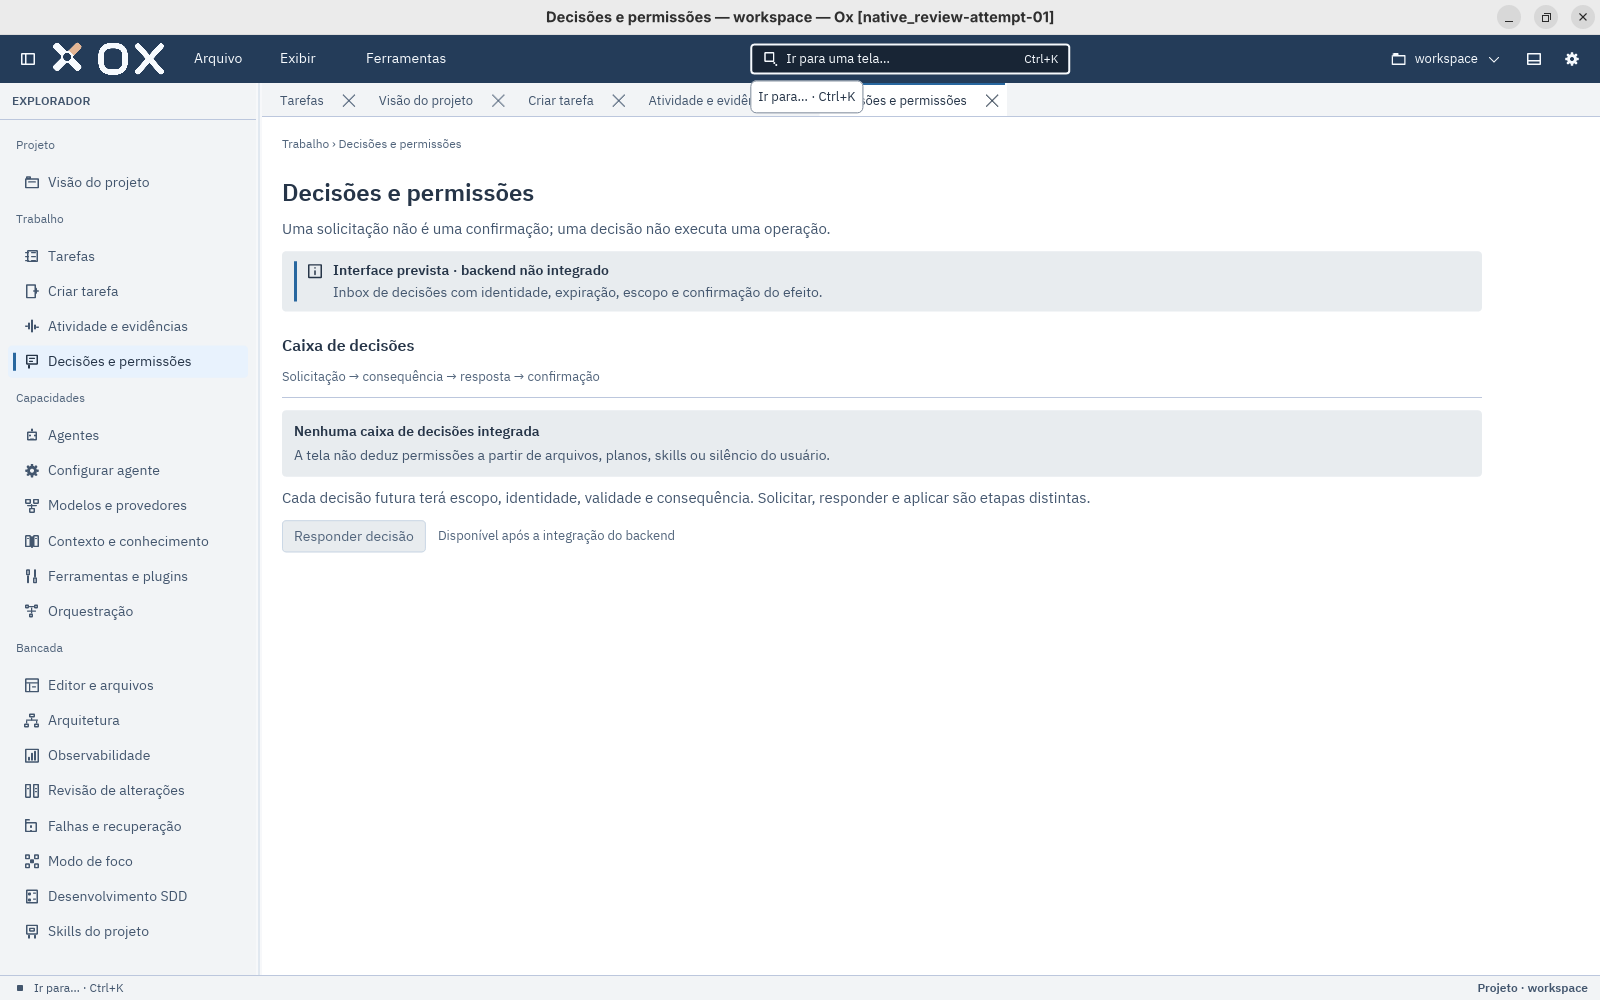 Decisões e permissões — workspace — Ox [native_review-attempt-01]
OX
Arquivo
Exibir
Ferramentas
Ir para uma tela…
Ctrl+K
workspace
EXPLORADOR
Tarefas
Visão do projeto
Criar tarefa
Atividade e
Ir para… · Ctrl+K
e permissões
Projeto
Visão do projeto
Trabalho
Tarefas
Criar tarefa
Atividade e evidências
Decisões e permissões
Capacidades
Agentes
Configurar agente
Modelos e provedores
Contexto e conhecimento
Ferramentas e plugins
Orquestração
Bancada
Editor e arquivos
Arquitetura
Observabilidade
Revisão de alterações
Falhas e recuperação
Modo de foco
Desenvolvimento SDD
Skills do projeto
Trabalho › Decisões e permissões
Decisões e permissões
Uma solicitação não é uma confirmação; uma decisão não executa uma operação.
Interface prevista · backend não integrado
Inbox de decisões com identidade, expiração, escopo e confirmação do efeito.
Caixa de decisões
Solicitação → consequência → resposta → confirmação
Nenhuma caixa de decisões integrada
A tela não deduz permissões a partir de arquivos, planos, skills ou silêncio do usuário.
Cada decisão futura terá escopo, identidade, validade e consequência. Solicitar, responder e aplicar são etapas distintas.
Responder decisão
Disponível após a integração do backend
Ir para… · Ctrl+K
Projeto · workspace